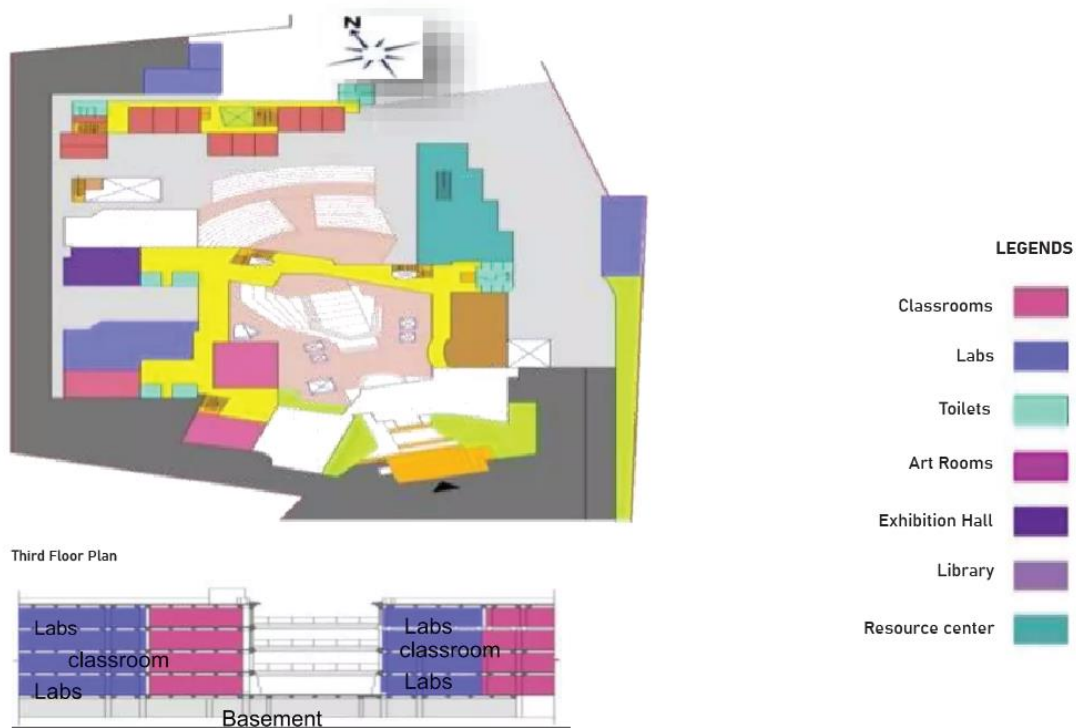 N
LEGENDS
Classrooms
Labs
Toilets
Art Rooms
Exhibition Hall
Library
Resource center
Third Floor Plan
Labs
Labs
classroom
classroom
Labs
Labs
Basement